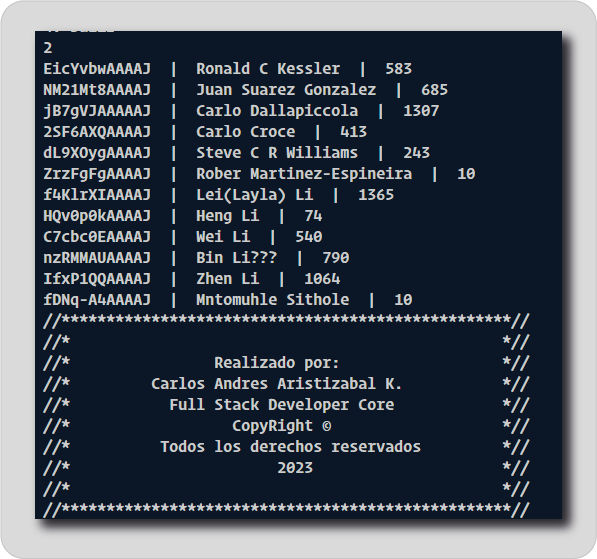 2
EicYvbwAAAAJ | Ronald C Kessler | 583
NM21Mt8AAAAJ | Juan Suarez Gonzalez | 685
jB7gVJAAAAAJ | Carlo Dallapiccola | 1307
2SF6AXQAAAAJ | Carlo Croce | 413
dL9XOygAAAAJ | Steve C R Williams | 243
ZrzFgFgAAAAJ | Rober Martinez-Espineira | 10
f4KlrXIAAAAJ | Lei(Layla) Li | 1365
HQv0p0kAAAAJ | Heng Li | 74
C7cbc0EAAAAJ | Wei Li | 540
nzRMMAUAAAAJ | Bin Li??? | 790
IfxP1QQAAAAJ | Zhen Li | 1064
fDNq-A4AAAAJ | Mntomuhle Sithole | 10
//**************************************************//
//* *//
//* Realizado por: *//
//* Carlos Andres Aristizabal K. *//
//* Full Stack Developer Core *//
//* CopyRight © *//
//* Todos los derechos reservados *//
//* 2023 *//
//* *//
//**************************************************//